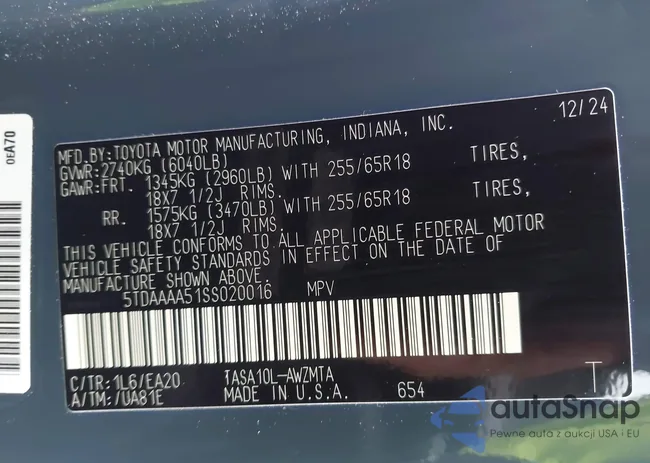 0EA70
12/24
MFD.BY:TOYOTA MOTOR MANUFACTURING, INDIANA, INC.
GVWR:2740KG (6040LB)
GAWR:FRT. 1345KG (2960LB) WITH 255/65R18 TIRES,
18X7 1/2J RIMS.
RR. 1575KG (3470LB) WITH 255/65R18 TIRES,
18X7 1/2J RIMS.
THIS VEHICLE CONFORMS TO ALL APPLICABLE FEDERAL MOTOR
VEHICLE SAFETY STANDARDS IN EFFECT ON THE DATE OF
MANUFACTURE SHOWN ABOVE.
5TDAAAA51SS020016 MPV
C/TR:1L6/EA20 TASA10L-AWZMTA
A/TM:/UA81E MADE IN U.S.A. 654 T
autaSnap
Pewne auta z aukcji USA i EU